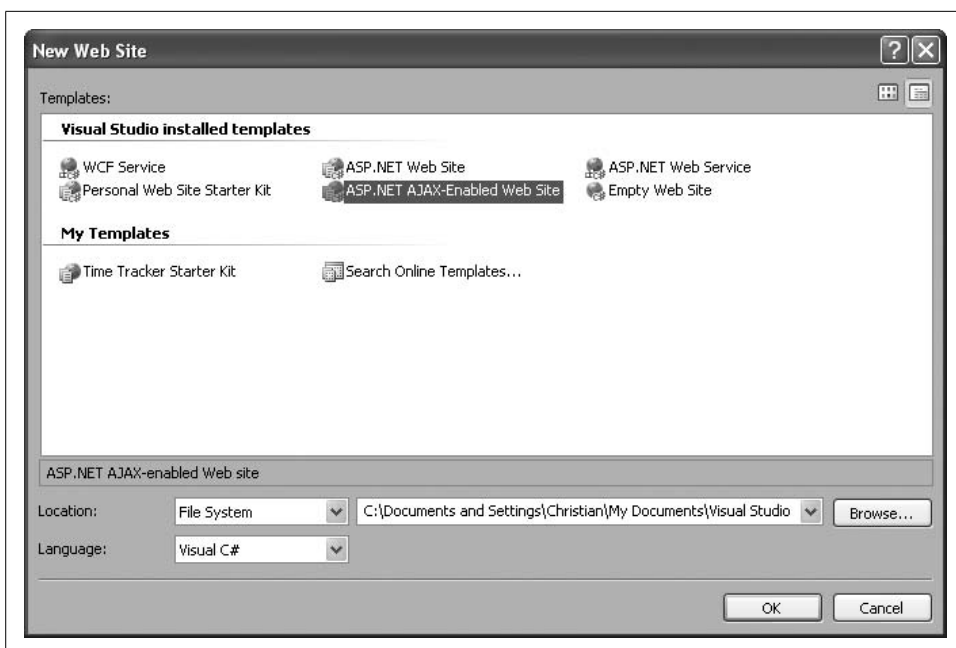 New Web Site
Templates:
Visual Studio installed templates
WCF Service ASP.NET Web Site ASP.NET Web Service
Personal Web Site Starter Kit ASP.NET AJAX-Enabled Web Site Empty Web Site
My Templates
Time Tracker Starter Kit Search Online Templates...
ASP.NET AJAX-enabled Web site
Location: File System C:\Documents and Settings\Christian\My Documents\Visual Studio Browse...
Language: Visual C#
OK Cancel